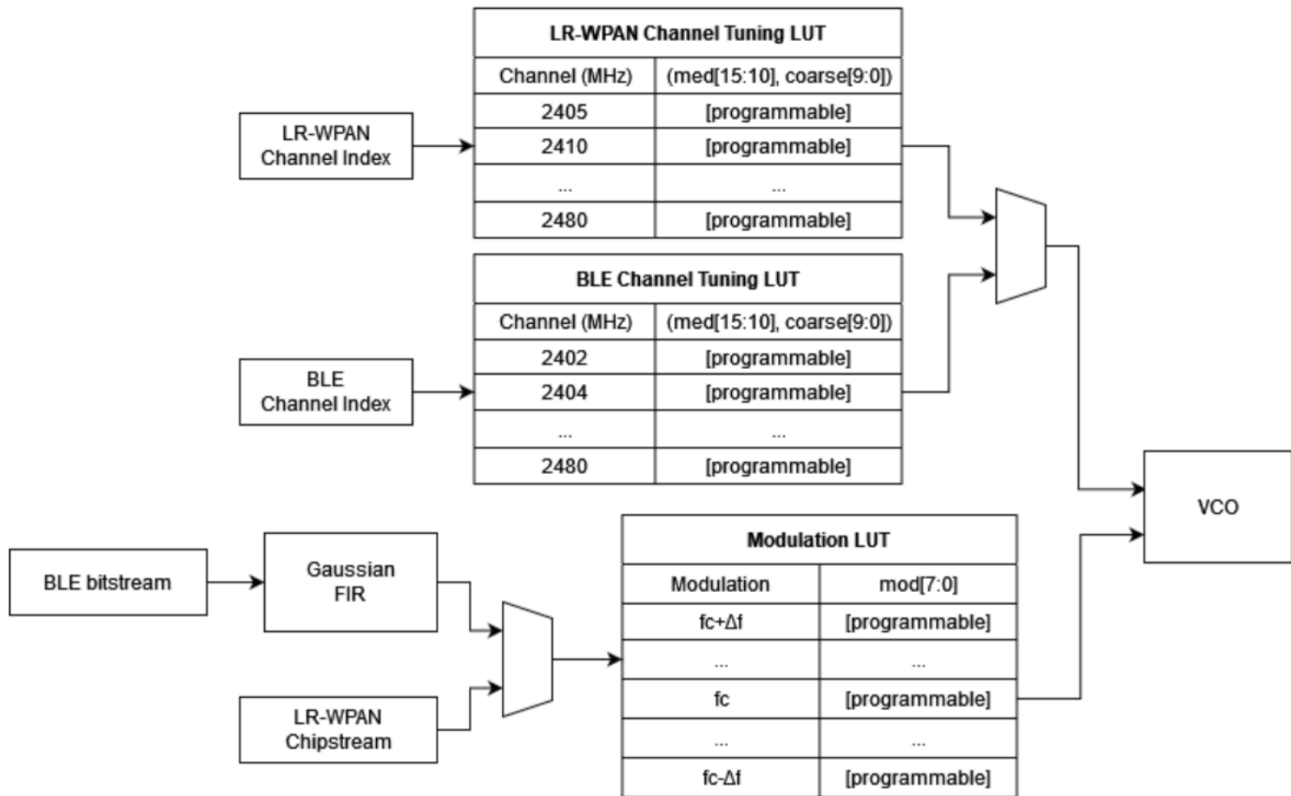 LR-WPAN Channel Tuning LUT
Channel (MHz) (med[15:10], coarse[9:0])
2405 [programmable]
2410 [programmable]
... ...
2480 [programmable]
LR-WPAN
Channel Index
BLE Channel Tuning LUT
Channel (MHz) (med[15:10], coarse[9:0])
2402 [programmable]
2404 [programmable]
... ...
2480 [programmable]
BLE
Channel Index
VCO
BLE bitstream
Gaussian
FIR
LR-WPAN
Chipstream
Modulation LUT
Modulation mod[7:0]
fc+Δf [programmable]
... ...
fc [programmable]
... ...
fc-Δf [programmable]